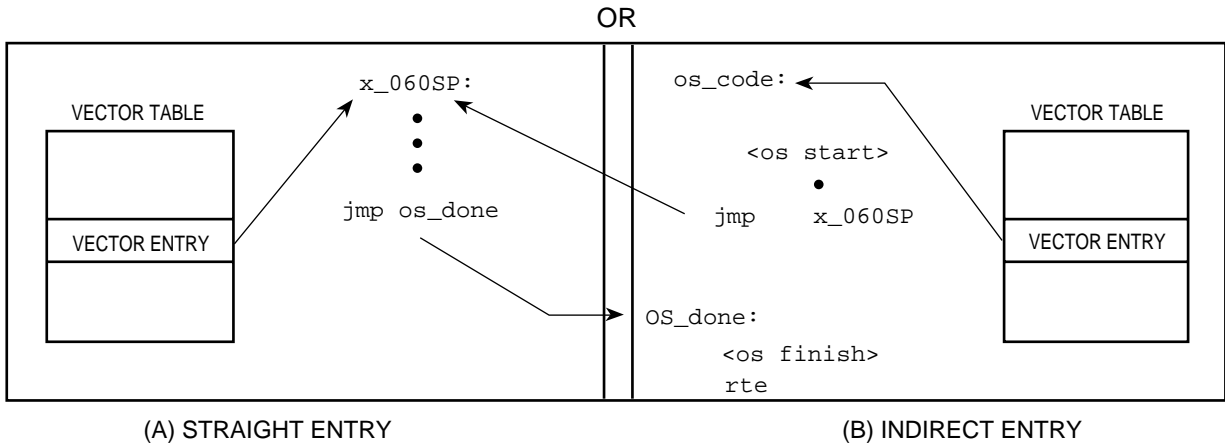 OR
x_060SP:
VECTOR TABLE
jmp os_done
VECTOR ENTRY
os_code:
VECTOR TABLE
<os start>
jmp x_060SP
VECTOR ENTRY
OS_done:
<os finish>
rte
(A) STRAIGHT ENTRY
(B) INDIRECT ENTRY